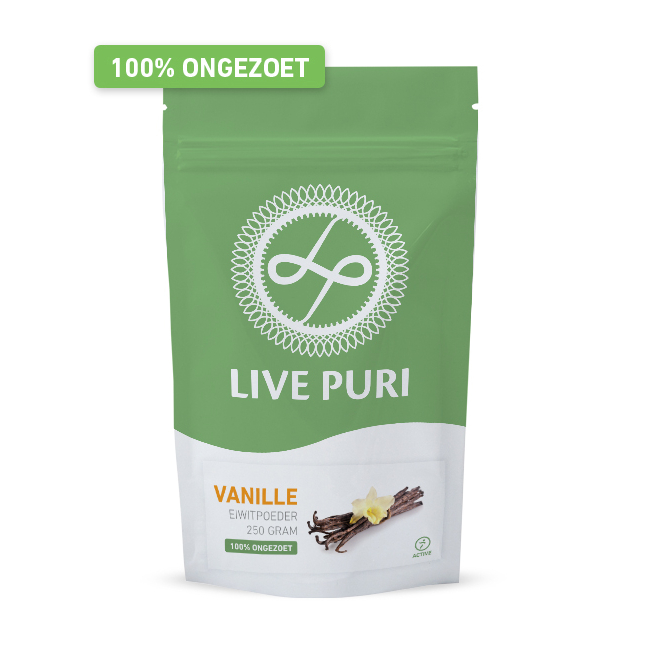 100% ONGEZOET
LIVE PURI
VANILLE
EIWITPOEDER
250 GRAM
100% ONGEZOET
ACTIVE